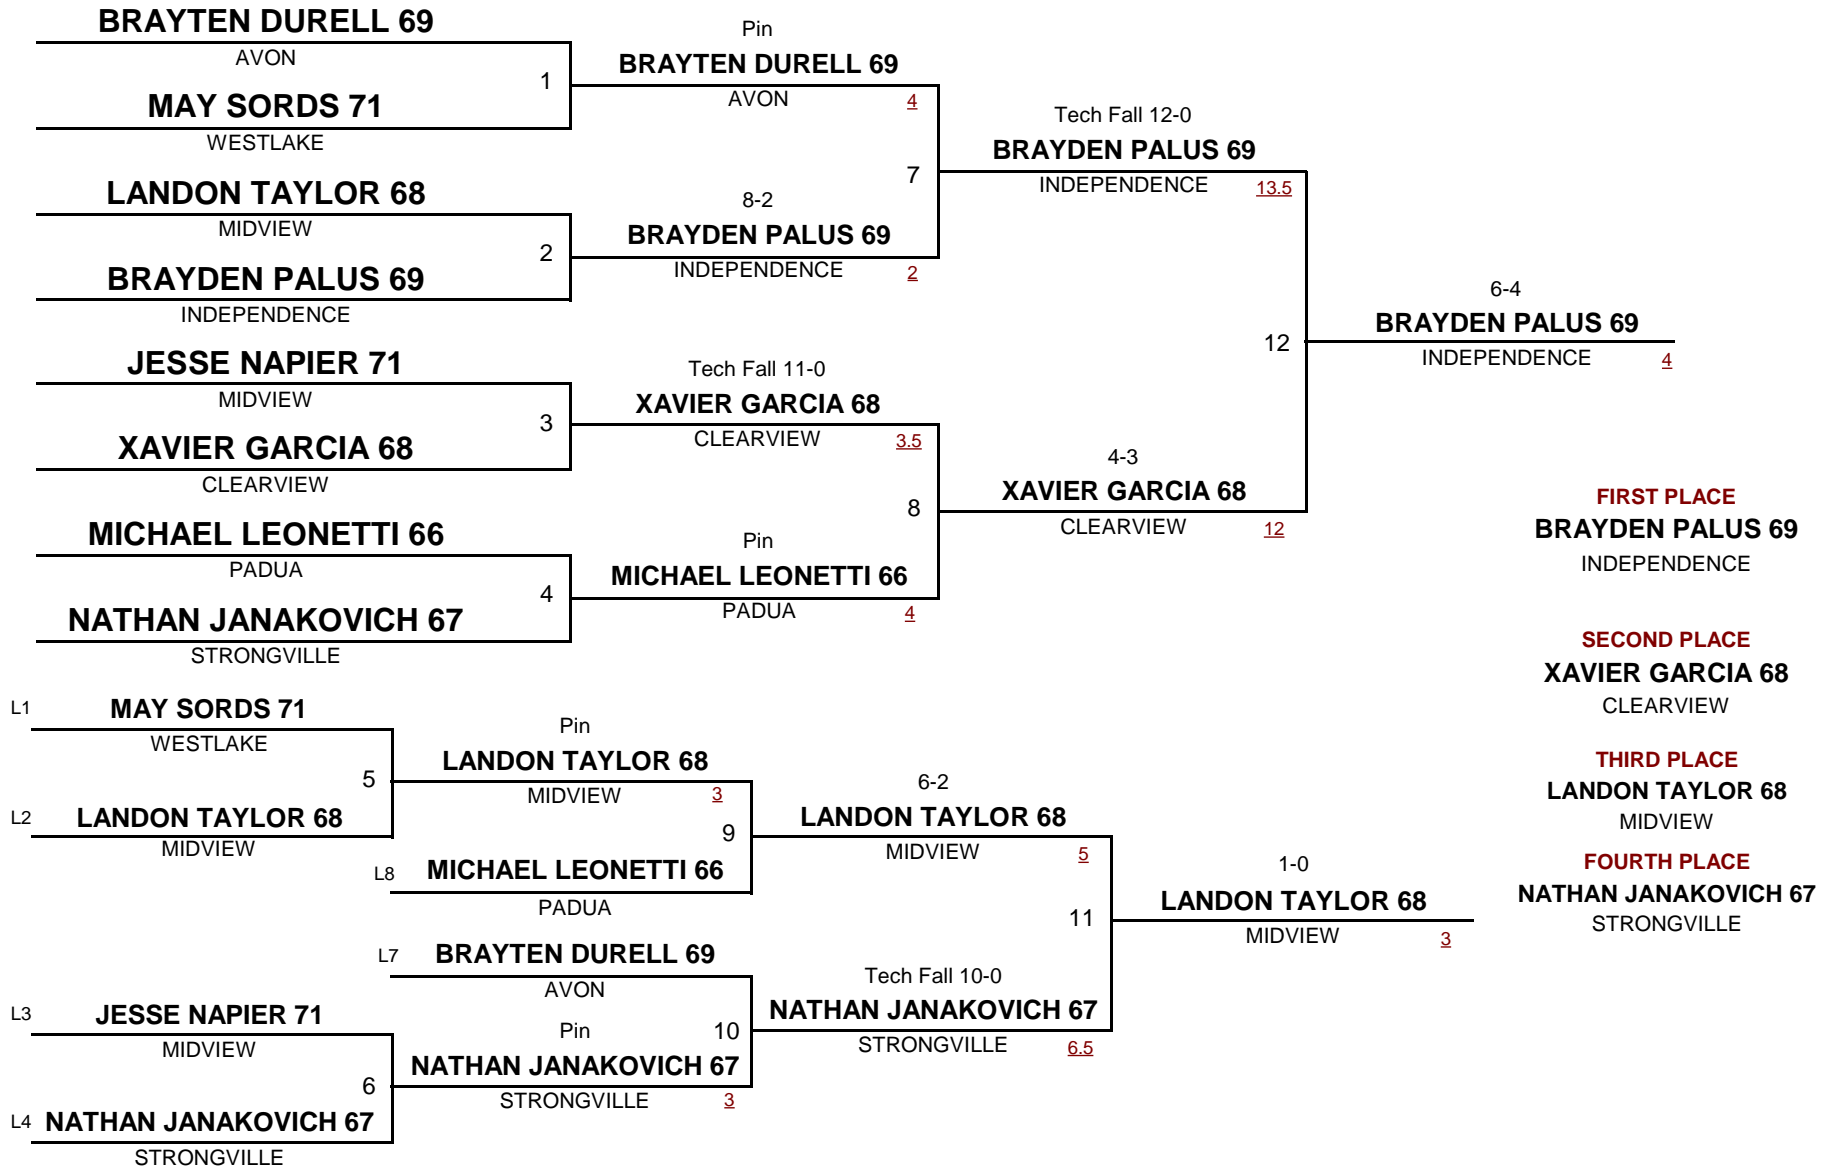 BRAYTEN DURELL 69
AVON
1
MAY SORDS 71
WESTLAKE
LANDON TAYLOR 68
MIDVIEW
2
BRAYDEN PALUS 69
INDEPENDENCE
JESSE NAPIER 71
MIDVIEW
3
XAVIER GARCIA 68
CLEARVIEW
MICHAEL LEONETTI 66
PADUA
4
NATHAN JANAKOVICH 67
STRONGVILLE
Pin
BRAYTEN DURELL 69
AVON 4
7
8-2
BRAYDEN PALUS 69
INDEPENDENCE 2
Tech Fall 11-0
XAVIER GARCIA 68
CLEARVIEW 3.5
8
Pin
MICHAEL LEONETTI 66
PADUA 4
Tech Fall 12-0
BRAYDEN PALUS 69
INDEPENDENCE 13.5
12
4-3
XAVIER GARCIA 68
CLEARVIEW 12
6-4
BRAYDEN PALUS 69
INDEPENDENCE 4
FIRST PLACE
BRAYDEN PALUS 69
INDEPENDENCE
SECOND PLACE
XAVIER GARCIA 68
CLEARVIEW
THIRD PLACE
LANDON TAYLOR 68
MIDVIEW
FOURTH PLACE
NATHAN JANAKOVICH 67
STRONGVILLE
L1 MAY SORDS 71
WESTLAKE
5
L2 LANDON TAYLOR 68
MIDVIEW
L3 JESSE NAPIER 71
MIDVIEW
6
L4 NATHAN JANAKOVICH 67
STRONGVILLE
Pin
LANDON TAYLOR 68
MIDVIEW 3
9
L8 MICHAEL LEONETTI 66
PADUA
L7 BRAYTEN DURELL 69
AVON
10
Pin
NATHAN JANAKOVICH 67
STRONGVILLE 3
6-2
LANDON TAYLOR 68
MIDVIEW 5
11
Tech Fall 10-0
NATHAN JANAKOVICH 67
STRONGVILLE 6.5
1-0
LANDON TAYLOR 68
MIDVIEW 3